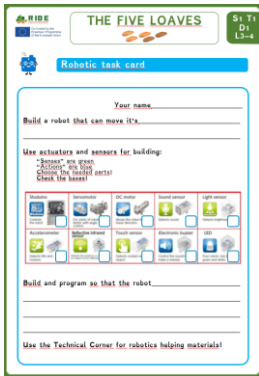 RIDE
THE FIVE LOAVES
S1 T1
D1
L3-4
Robotic task card
Your name
Build a robot that can move it's
Use actuators and sensors for building:
"Senses" are green
"Actions" are blue
Choose the needed parts!
Check the boxes!
Studuino
Servomotor
DC motor
Sound sensor
Light sensor
Accelerometer
Reflective infrared sensor
Touch sensor
Electronic buzzer
LED
Build and program so that the robot
Use the Technical Corner for robotics helping materials!